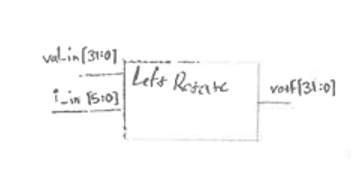 val_in [31:0]
Left Rotate
i_in [5:0]
vout [31:0]